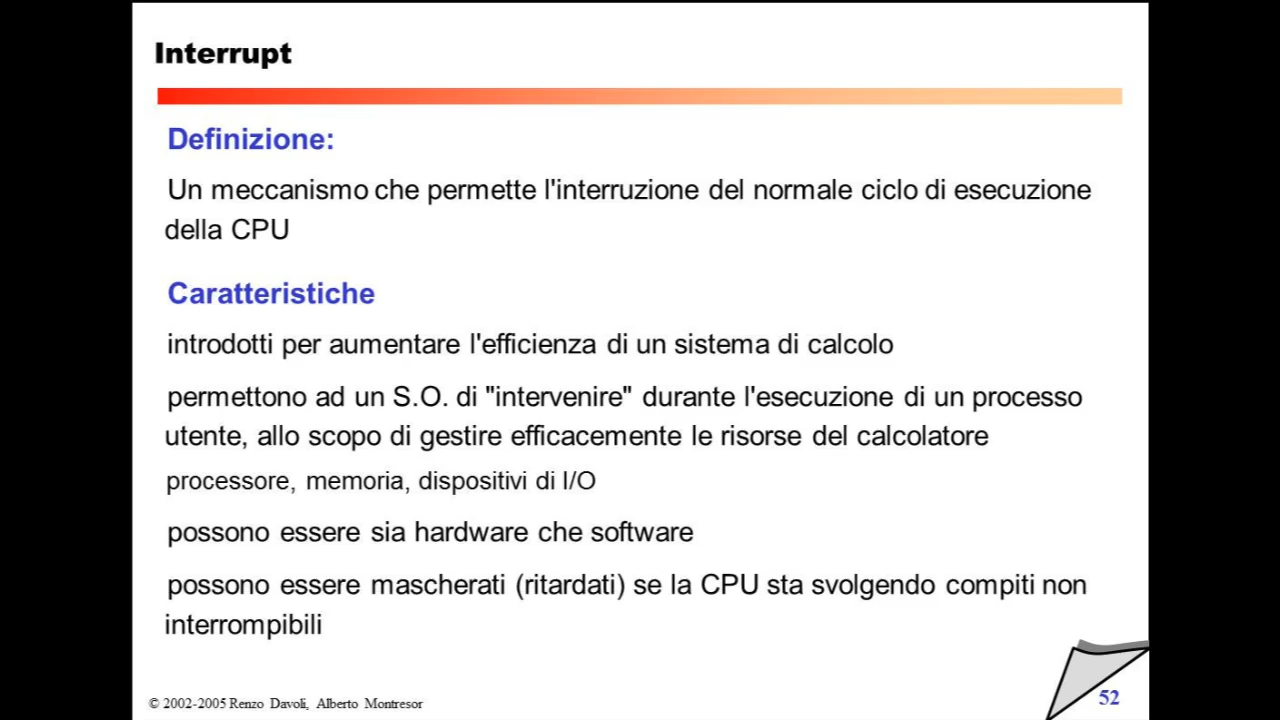 Interrupt
Definizione:
Un meccanismo che permette l'interruzione del normale ciclo di esecuzione
della CPU
Caratteristiche
introdotti per aumentare l'efficienza di un sistema di calcolo
permettono ad un S.O. di "intervenire" durante l'esecuzione di un processo
utente, allo scopo di gestire efficacemente le risorse del calcolatore
processore, memoria, dispositivi di I/O
possono essere sia hardware che software
possono essere mascherati (ritardati) se la CPU sta svolgendo compiti non
interrompibili
© 2002-2005 Renzo Davoli, Alberto Montresor
52